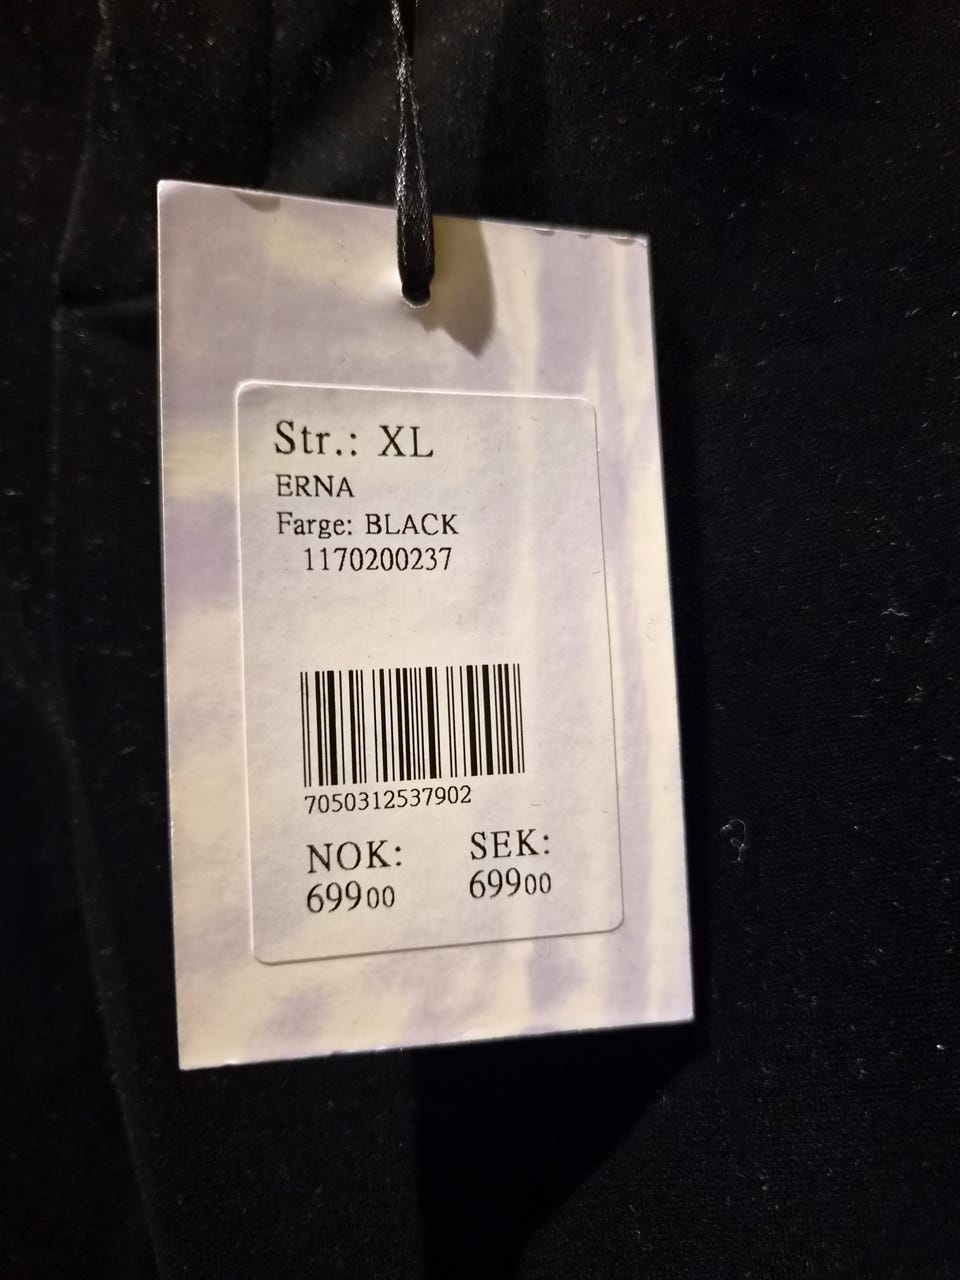 Str.: XL
ERNA
Farge: BLACK
1170200237
7050312537902
NOK: SEK:
69900 69900